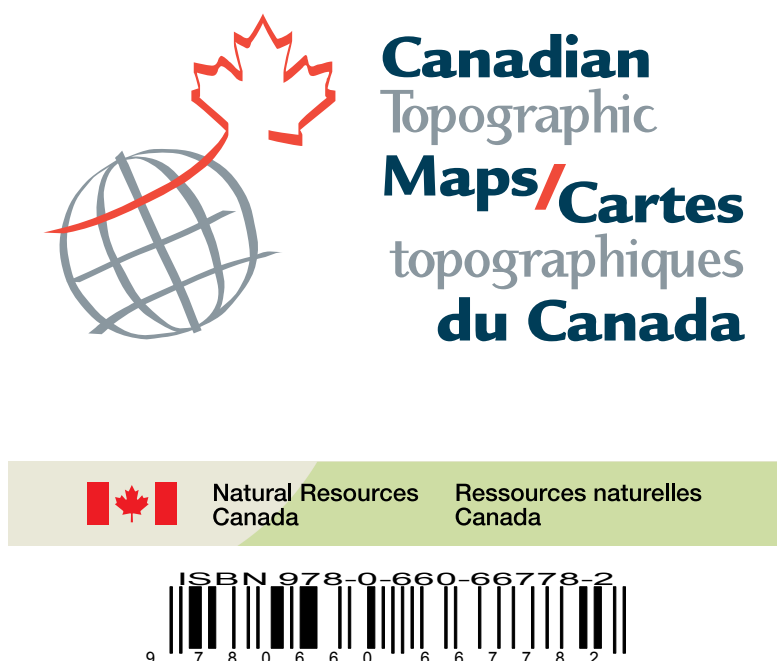 Canadian
Topographic
Maps/Cartes
topographiques
du Canada
Natural Resources
Canada
Ressources naturelles
Canada
ISBN 978-0-660-66778-2
9 780660 667782